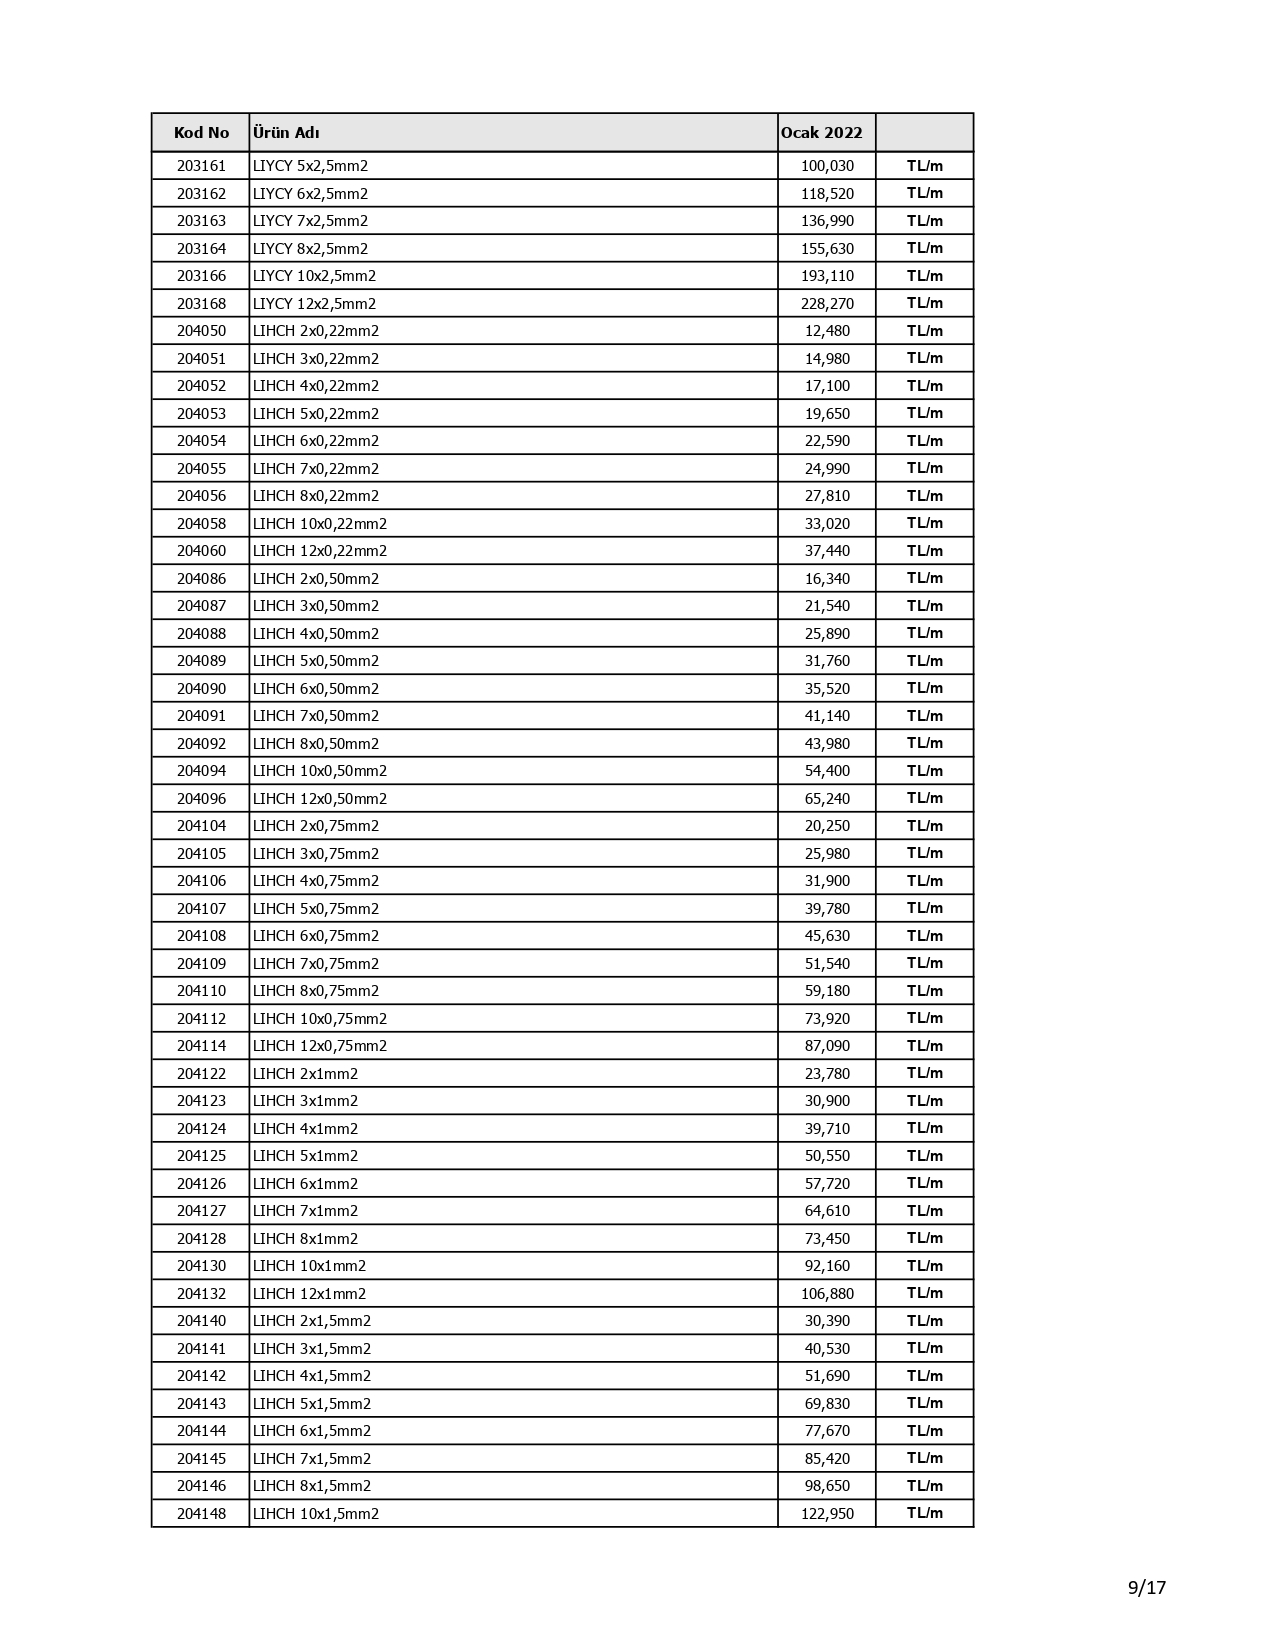 Kod No Ürün Adı Ocak 2022
203161 LIYCY 5x2,5mm2 100,030 TL/m
203162 LIYCY 6x2,5mm2 118,520 TL/m
203163 LIYCY 7x2,5mm2 136,990 TL/m
203164 LIYCY 8x2,5mm2 155,630 TL/m
203166 LIYCY 10x2,5mm2 193,110 TL/m
203168 LIYCY 12x2,5mm2 228,270 TL/m
204050 LIHCH 2x0,22mm2 12,480 TL/m
204051 LIHCH 3x0,22mm2 14,980 TL/m
204052 LIHCH 4x0,22mm2 17,100 TL/m
204053 LIHCH 5x0,22mm2 19,650 TL/m
204054 LIHCH 6x0,22mm2 22,590 TL/m
204055 LIHCH 7x0,22mm2 24,990 TL/m
204056 LIHCH 8x0,22mm2 27,810 TL/m
204058 LIHCH 10x0,22mm2 33,020 TL/m
204060 LIHCH 12x0,22mm2 37,440 TL/m
204086 LIHCH 2x0,50mm2 16,340 TL/m
204087 LIHCH 3x0,50mm2 21,540 TL/m
204088 LIHCH 4x0,50mm2 25,890 TL/m
204089 LIHCH 5x0,50mm2 31,760 TL/m
204090 LIHCH 6x0,50mm2 35,520 TL/m
204091 LIHCH 7x0,50mm2 41,140 TL/m
204092 LIHCH 8x0,50mm2 43,980 TL/m
204094 LIHCH 10x0,50mm2 54,400 TL/m
204096 LIHCH 12x0,50mm2 65,240 TL/m
204104 LIHCH 2x0,75mm2 20,250 TL/m
204105 LIHCH 3x0,75mm2 25,980 TL/m
204106 LIHCH 4x0,75mm2 31,900 TL/m
204107 LIHCH 5x0,75mm2 39,780 TL/m
204108 LIHCH 6x0,75mm2 45,630 TL/m
204109 LIHCH 7x0,75mm2 51,540 TL/m
204110 LIHCH 8x0,75mm2 59,180 TL/m
204112 LIHCH 10x0,75mm2 73,920 TL/m
204114 LIHCH 12x0,75mm2 87,090 TL/m
204122 LIHCH 2x1mm2 23,780 TL/m
204123 LIHCH 3x1mm2 30,900 TL/m
204124 LIHCH 4x1mm2 39,710 TL/m
204125 LIHCH 5x1mm2 50,550 TL/m
204126 LIHCH 6x1mm2 57,720 TL/m
204127 LIHCH 7x1mm2 64,610 TL/m
204128 LIHCH 8x1mm2 73,450 TL/m
204130 LIHCH 10x1mm2 92,160 TL/m
204132 LIHCH 12x1mm2 106,880 TL/m
204140 LIHCH 2x1,5mm2 30,390 TL/m
204141 LIHCH 3x1,5mm2 40,530 TL/m
204142 LIHCH 4x1,5mm2 51,690 TL/m
204143 LIHCH 5x1,5mm2 69,830 TL/m
204144 LIHCH 6x1,5mm2 77,670 TL/m
204145 LIHCH 7x1,5mm2 85,420 TL/m
204146 LIHCH 8x1,5mm2 98,650 TL/m
204148 LIHCH 10x1,5mm2 122,950 TL/m
9/17